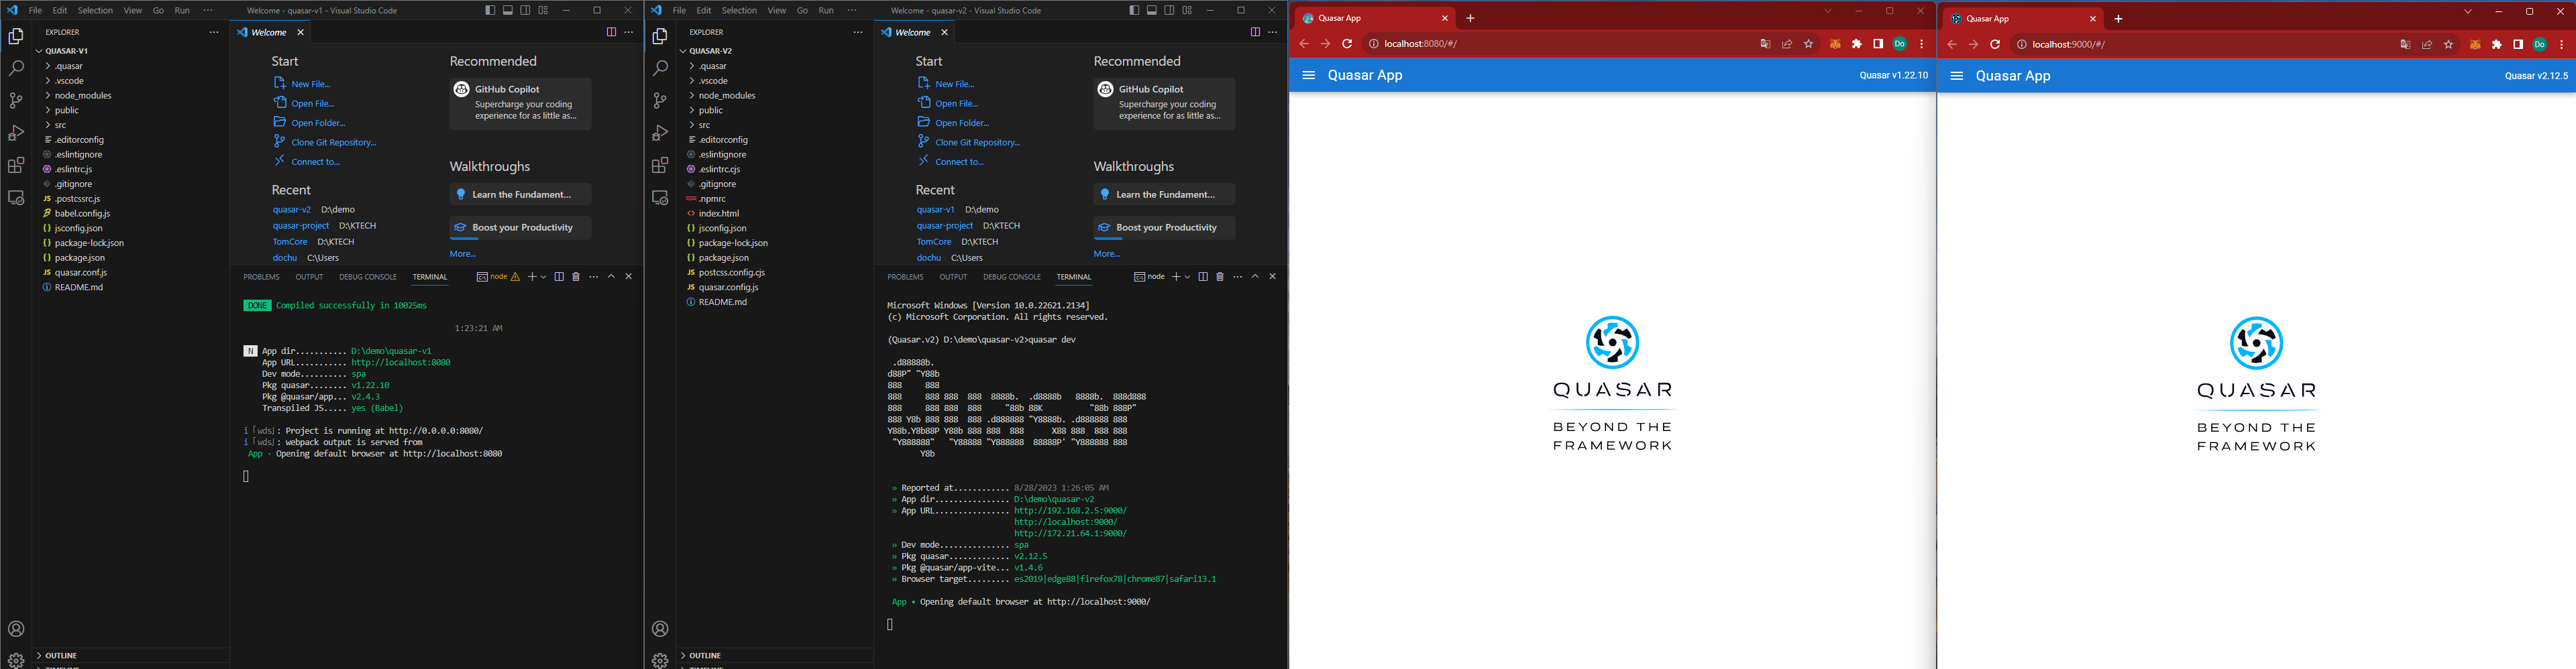 File Edit Selection View Go Run ··· Welcome - quasar-v1 - Visual Studio Code
EXPLORER ···
QUASAR-V1
.quasar
.vscode
node_modules
public
src
.editorconfig
.eslintignore
.eslintrc.js
.gitignore
.postcssrc.js
babel.config.js
jsconfig.json
package-lock.json
package.json
quasar.conf.js
README.md
OUTLINE
Welcome
Start
New File...
Open File...
Open Folder...
Clone Git Repository...
Connect to...
Recent
quasar-v2 D:\demo
quasar-project D:\KTECH
TomCore D:\KTECH
dochu C:\Users
Recommended
GitHub Copilot
Supercharge your coding
experience for as little as...
Walkthroughs
Learn the Fundament...
Boost your Productivity
More...
PROBLEMS OUTPUT DEBUG CONSOLE TERMINAL node
DONE Compiled successfully in 10025ms
1:23:21 AM
N App dir........... D:\demo\quasar-v1
App URL........... http://localhost:8080
Dev mode.......... spa
Pkg quasar........ v1.22.10
Pkg @quasar/app... v2.4.3
Transpiled JS..... yes (Babel)
i ｢wds｣: Project is running at http://0.0.0.0:8080/
i ｢wds｣: webpack output is served from
App · Opening default browser at http://localhost:8080
File Edit Selection View Go Run ··· Welcome - quasar-v2 - Visual Studio Code
EXPLORER ···
QUASAR-V2
.quasar
.vscode
node_modules
public
src
.editorconfig
.eslintignore
.eslintrc.cjs
.gitignore
.npmrc
index.html
jsconfig.json
package-lock.json
package.json
postcss.config.cjs
quasar.config.js
README.md
OUTLINE
Welcome
Start
New File...
Open File...
Open Folder...
Clone Git Repository...
Connect to...
Recent
quasar-v1 D:\demo
quasar-project D:\KTECH
TomCore D:\KTECH
dochu C:\Users
Recommended
GitHub Copilot
Supercharge your coding
experience for as little as...
Walkthroughs
Learn the Fundament...
Boost your Productivity
More...
PROBLEMS OUTPUT DEBUG CONSOLE TERMINAL node
Microsoft Windows [Version 10.0.22621.2134]
(c) Microsoft Corporation. All rights reserved.
(Quasar.v2) D:\demo\quasar-v2>quasar dev
» Reported at............ 8/28/2023 1:26:05 AM
» App dir................ D:\demo\quasar-v2
» App URL................ http://192.168.2.5:9000/
http://localhost:9000/
http://172.21.64.1:9000/
» Dev mode............... spa
» Pkg quasar............. v2.12.5
» Pkg @quasar/app-vite... v1.4.6
» Browser target......... es2019|edge88|firefox78|chrome87|safari13.1
App • Opening default browser at http://localhost:9000/
Quasar App
localhost:8080/#/ Do
Quasar App Quasar v1.22.10
QUASAR
BEYOND THE
FRAMEWORK
Quasar App
localhost:9000/#/ Do
Quasar App Quasar v2.12.5
QUASAR
BEYOND THE
FRAMEWORK